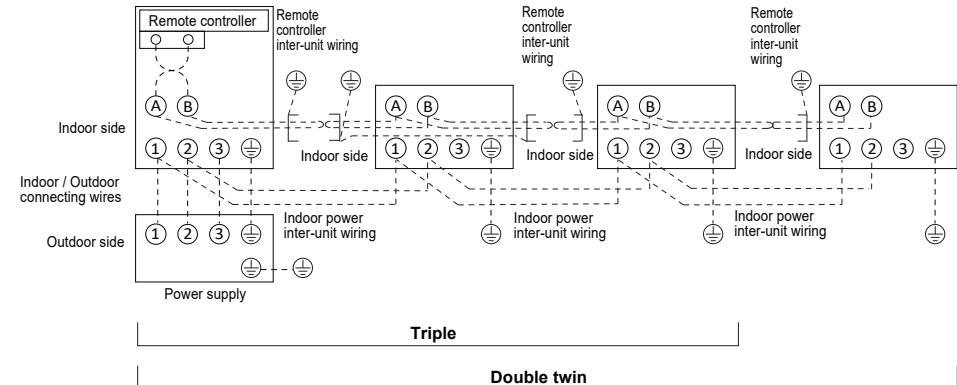 Remote controller
Remote
controller
inter-unit wiring
Remote
controller
inter-unit
wiring
Remote
controller
inter-unit
wiring
A B
A B
A B
A B
Indoor side
1 2 3
Indoor side
1 2 3
Indoor side
1 2 3
Indoor side
1 2 3
Indoor / Outdoor
connecting wires
Indoor power
inter-unit wiring
Indoor power
inter-unit wiring
Indoor power
inter-unit wiring
Outdoor side
1 2 3
Power supply
Triple
Double twin